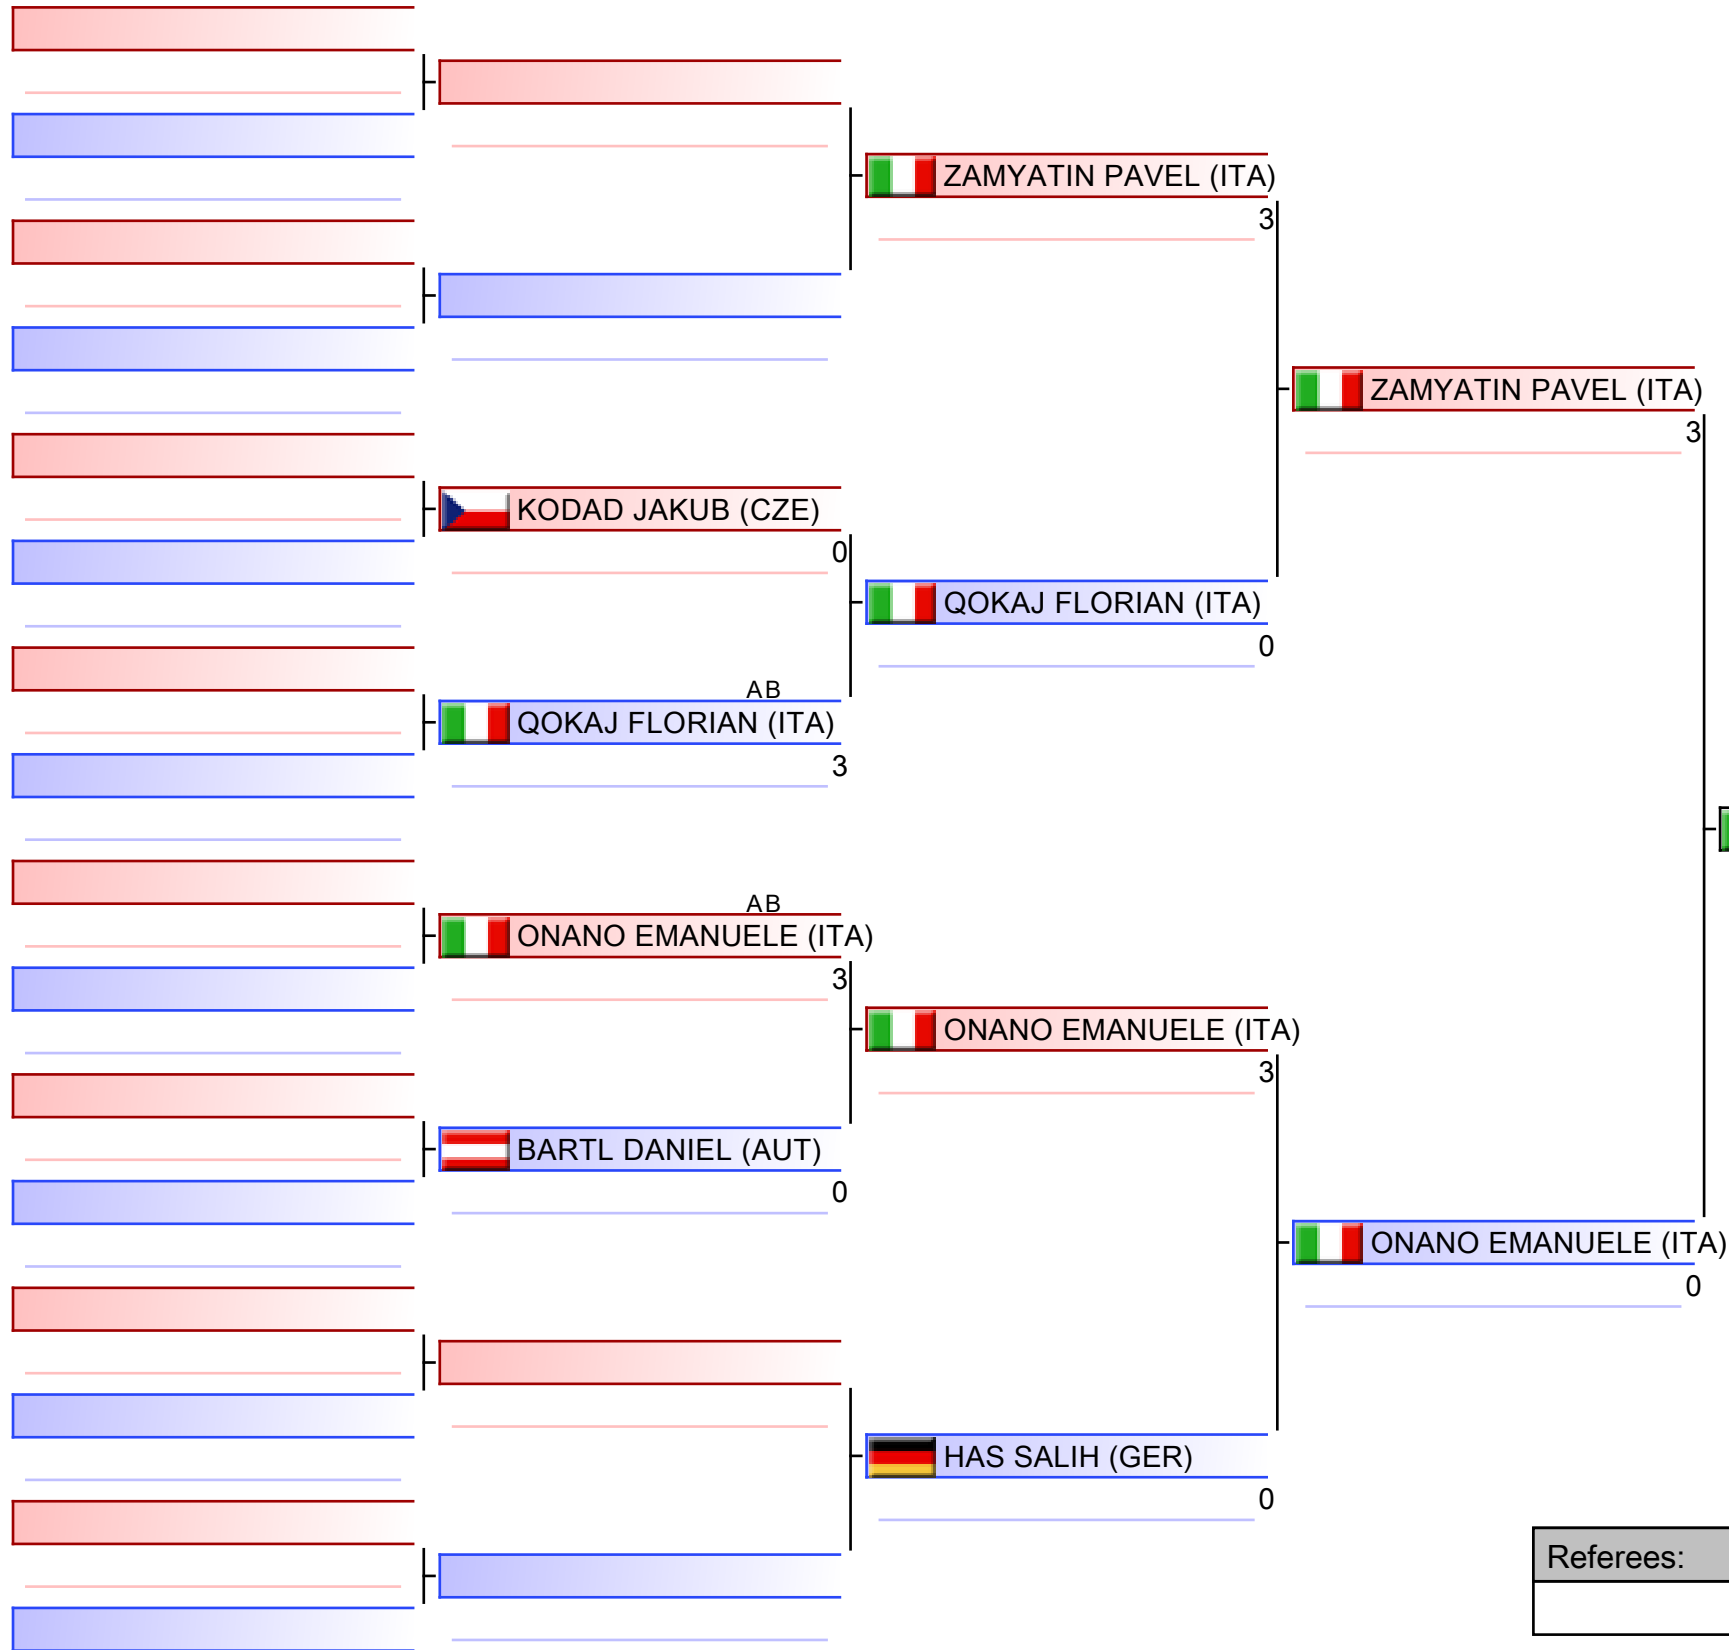 ZAMYATIN PAVEL (ITA)
3
ZAMYATIN PAVEL (ITA)
3
KODAD JAKUB (CZE)
0
QOKAJ FLORIAN (ITA)
0
AB
QOKAJ FLORIAN (ITA)
3
AB
ONANO EMANUELE (ITA)
3
ONANO EMANUELE (ITA)
3
BARTL DANIEL (AUT)
0
ONANO EMANUELE (ITA)
0
HAS SALIH (GER)
0
Referees: